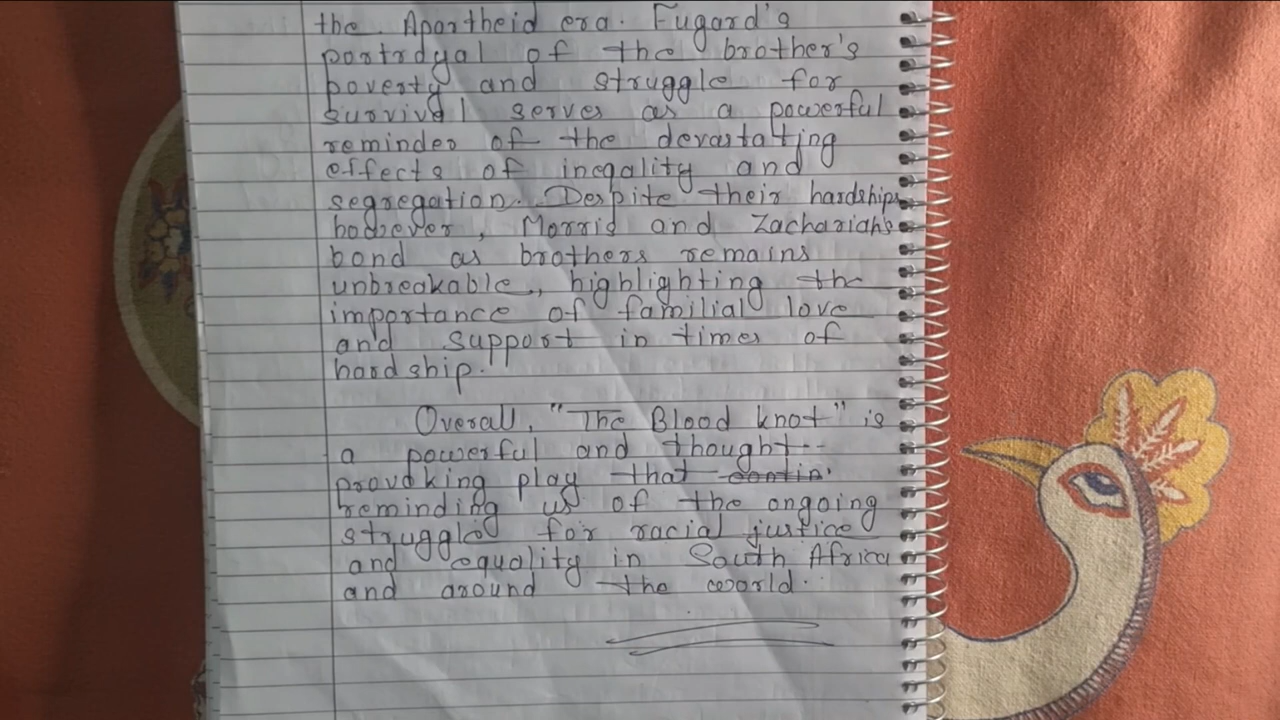 the Apartheid era. Fugard's
portrayal of the brother's
poverty and struggle for
survival serves as a powerful
reminder of the devastating
effects of ineqality and
segregation. Despite their hardships
however, Morris and Zachariah's
bond as brothers remains
unbreakable, highlighting the
importance of familial love
and support in times of
hardship.
Overall, "The Blood knot" is
a powerful and thought-
provoking play that contin
reminding us of the ongoing
struggle for racial justice
and equality in South Africa
and around the world.